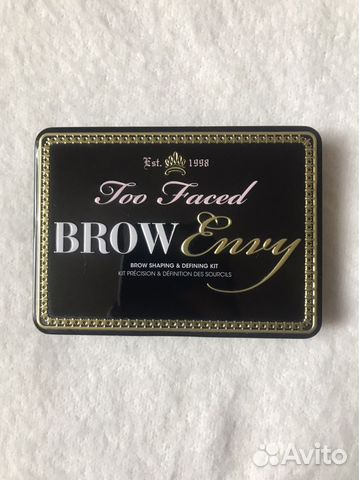 Est. 1998
Too Faced
BROW Envy
BROW SHAPING & DEFINING KIT
KIT PRÉCISION & DÉFINITION DES SOURCILS
Avito